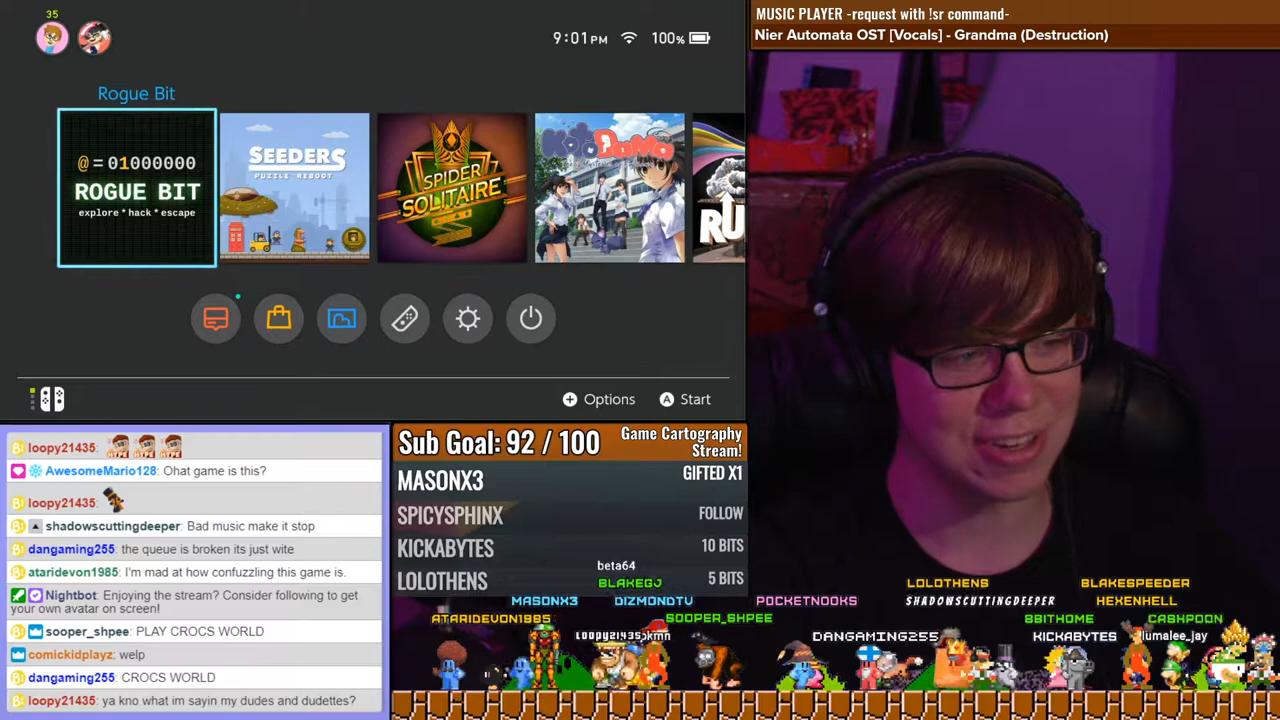 35
9:01 PM
100%
Rogue Bit
@=01000000
ROGUE BIT
explore*hack*escape
SEEDERS
PUZZLE REBOOT
SPIDER
SOLITAIRE
RU
+ Options
A Start
MUSIC PLAYER -request with !sr command-
Nier Automata OST [Vocals] - Grandma (Destruction)
loopy21435:
AwesomeMario128: Ohat game is this?
loopy21435:
shadowscuttingdeeper: Bad music make it stop
dangaming255: the queue is broken its just wite
ataridevon1985: I'm mad at how confuzzling this game is.
Nightbot: Enjoying the stream? Consider following to get
your own avatar on screen!
sooper_shpee: PLAY CROCS WORLD
comickidplayz: welp
dangaming255: CROCS WORLD
loopy21435: ya kno what im sayin my dudes and dudettes?
Sub Goal: 92 / 100
Game Cartography
Stream!
MASONX3 GIFTED X1
SPICYSPHINX FOLLOW
KICKABYTES 10 BITS
LOLOTHENS 5 BITS
beta64
BLAKEGJ
MASONX3
DIZMONDTV
POCKETNOOKS
LOLOTHENS
SHADOWSCUTTINGDEEPER
BLAKESPEEDER
HEXENHELL
ATARIDEVON1985
SOOPER_SHPEE
BBITHOME
CASHPOON
DANGAMING255
KICKABYTES
lumalee_jay